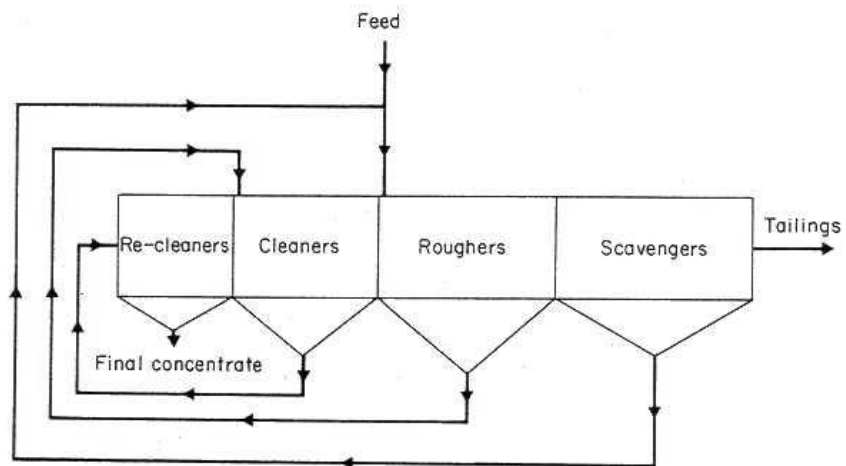 Feed
Re-cleaners
Cleaners
Roughers
Scavengers
Tailings
Final concentrate